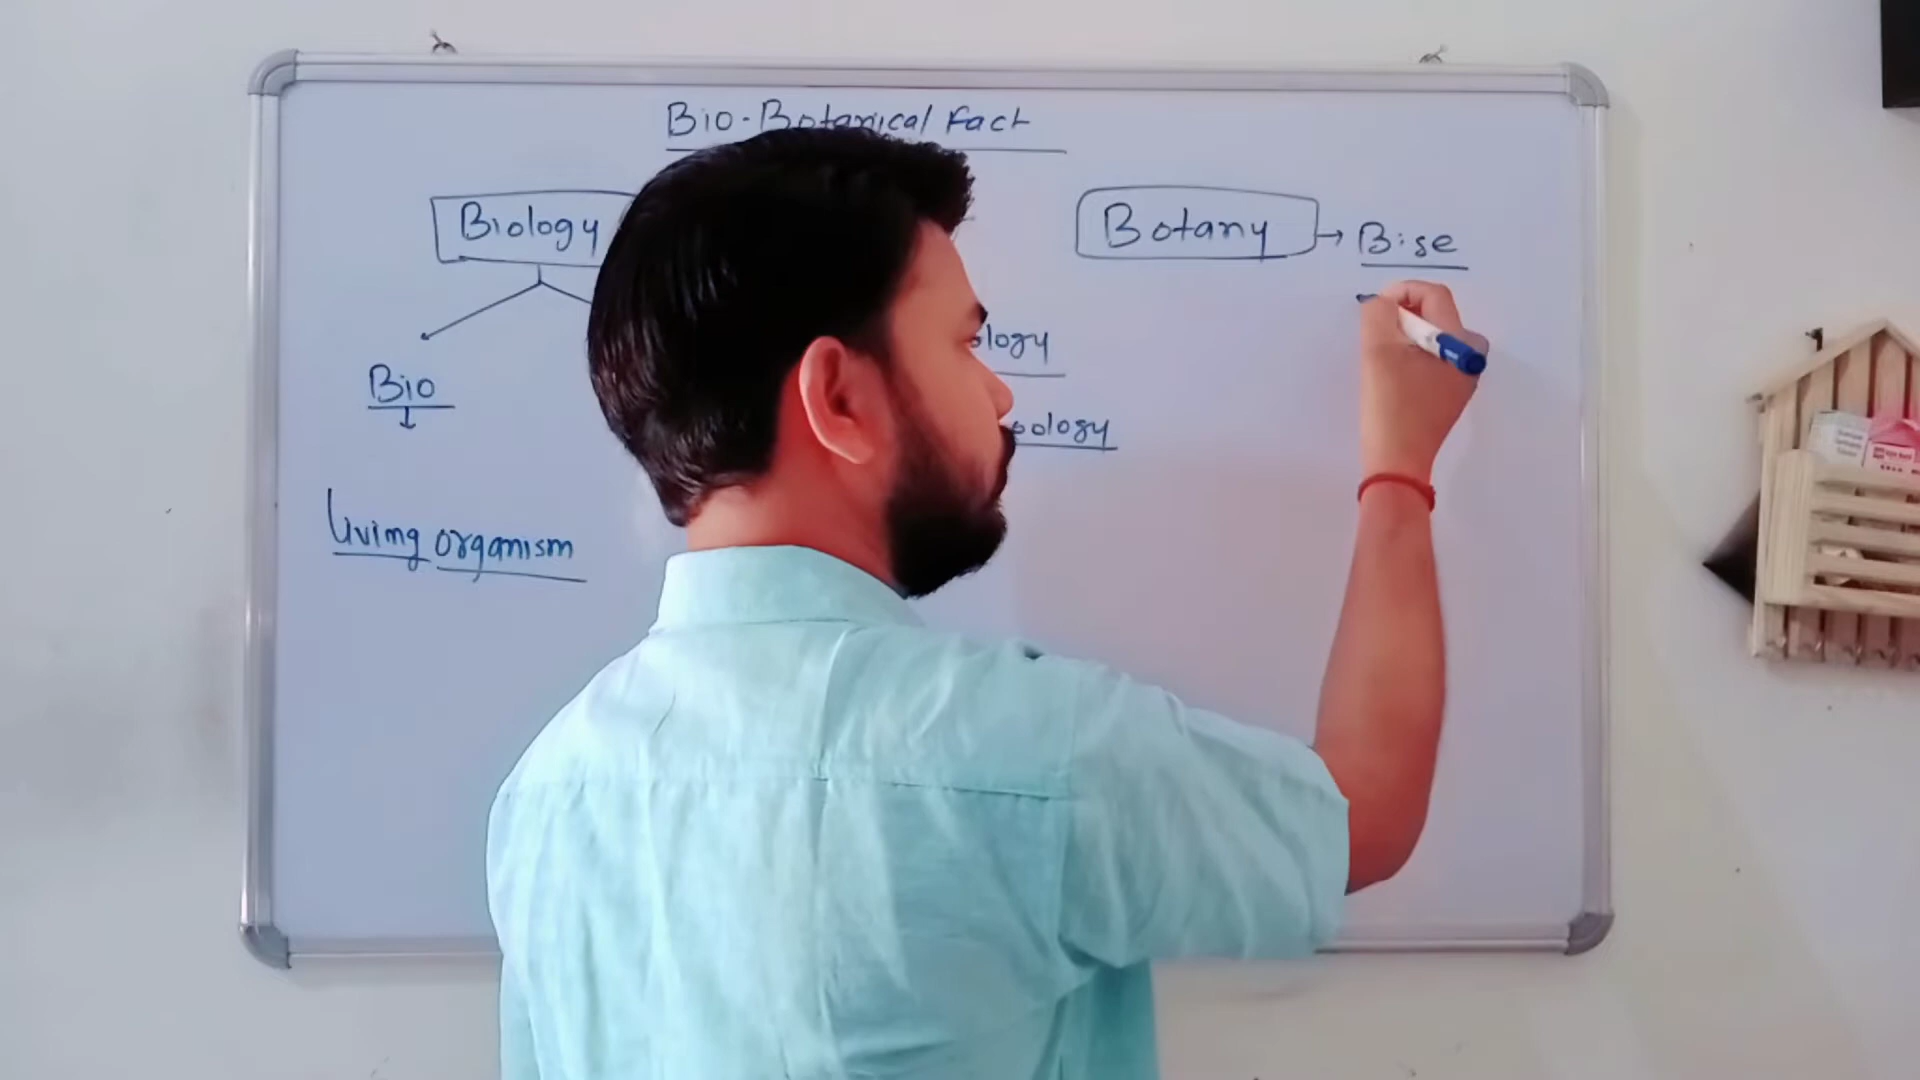 Bio-Botanical Fact
Biology
Botany → Bise
ology
Bio
oology
Living organism